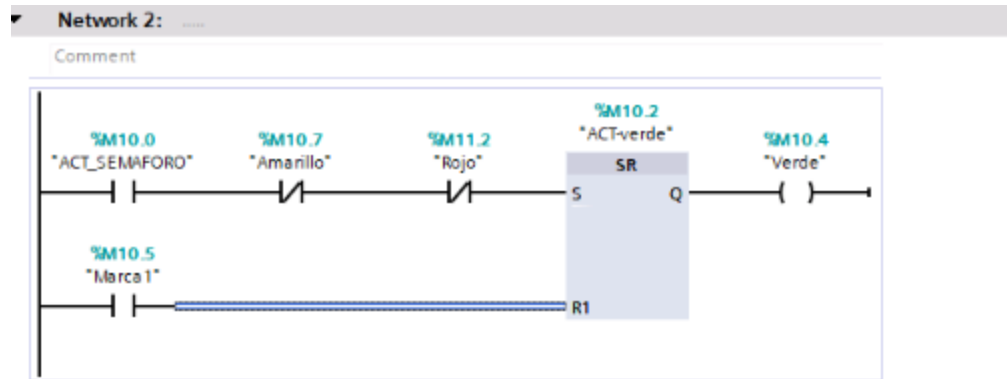 Network 2: .....
Comment
%M10.0
"ACT_SEMAFORO"
%M10.7
"Amarillo"
%M11.2
"Rojo"
%M10.2
"ACT-verde"
SR
S
Q
%M10.4
"Verde"
%M10.5
"Marca1"
R1